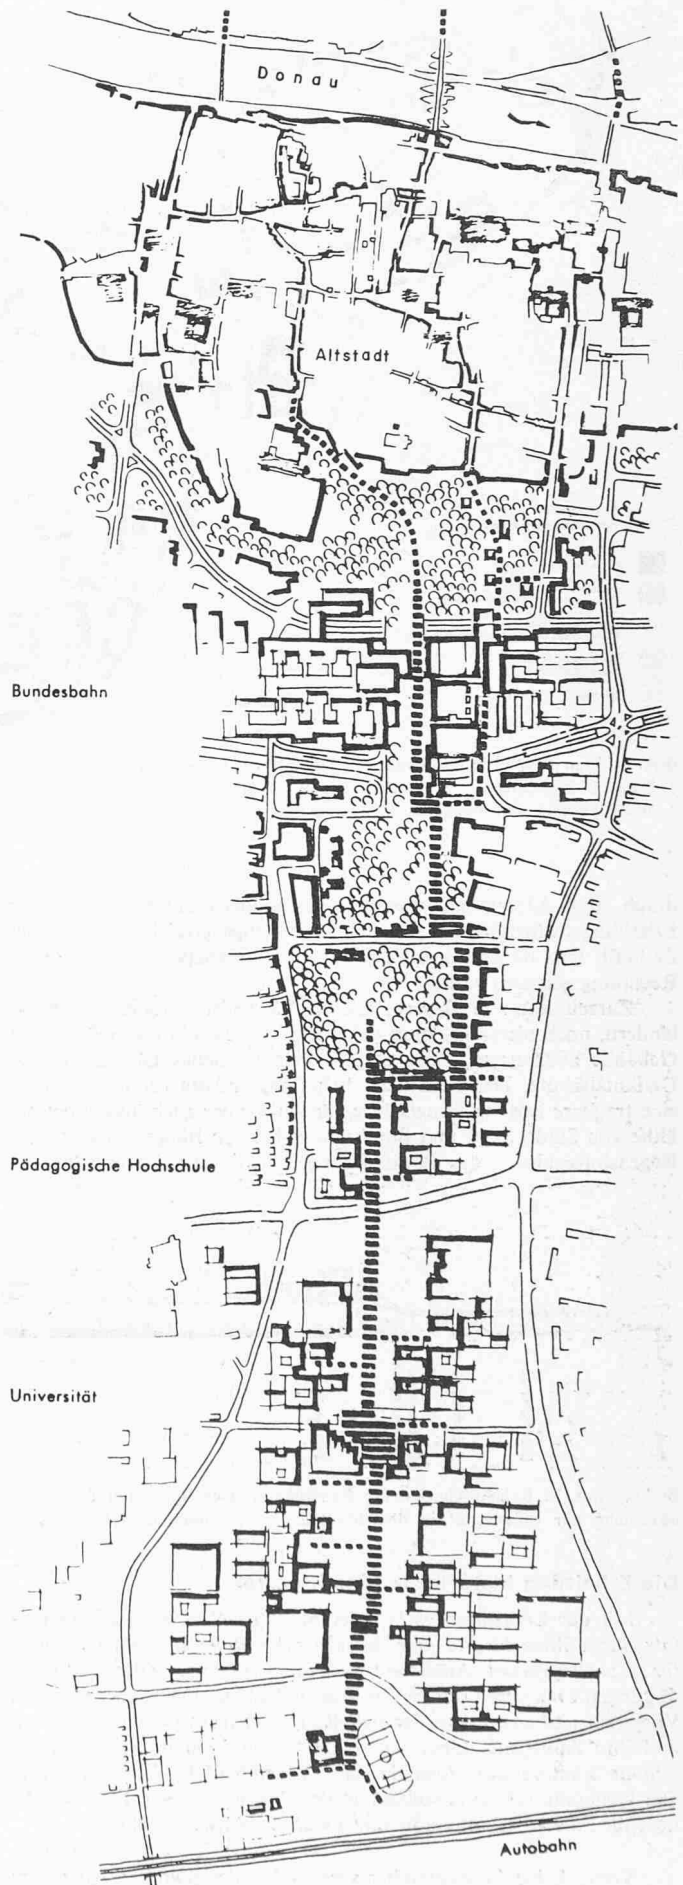 Donau
Altstadt
Bundesbahn
Pädagogische Hochschule
Universität
Autobahn